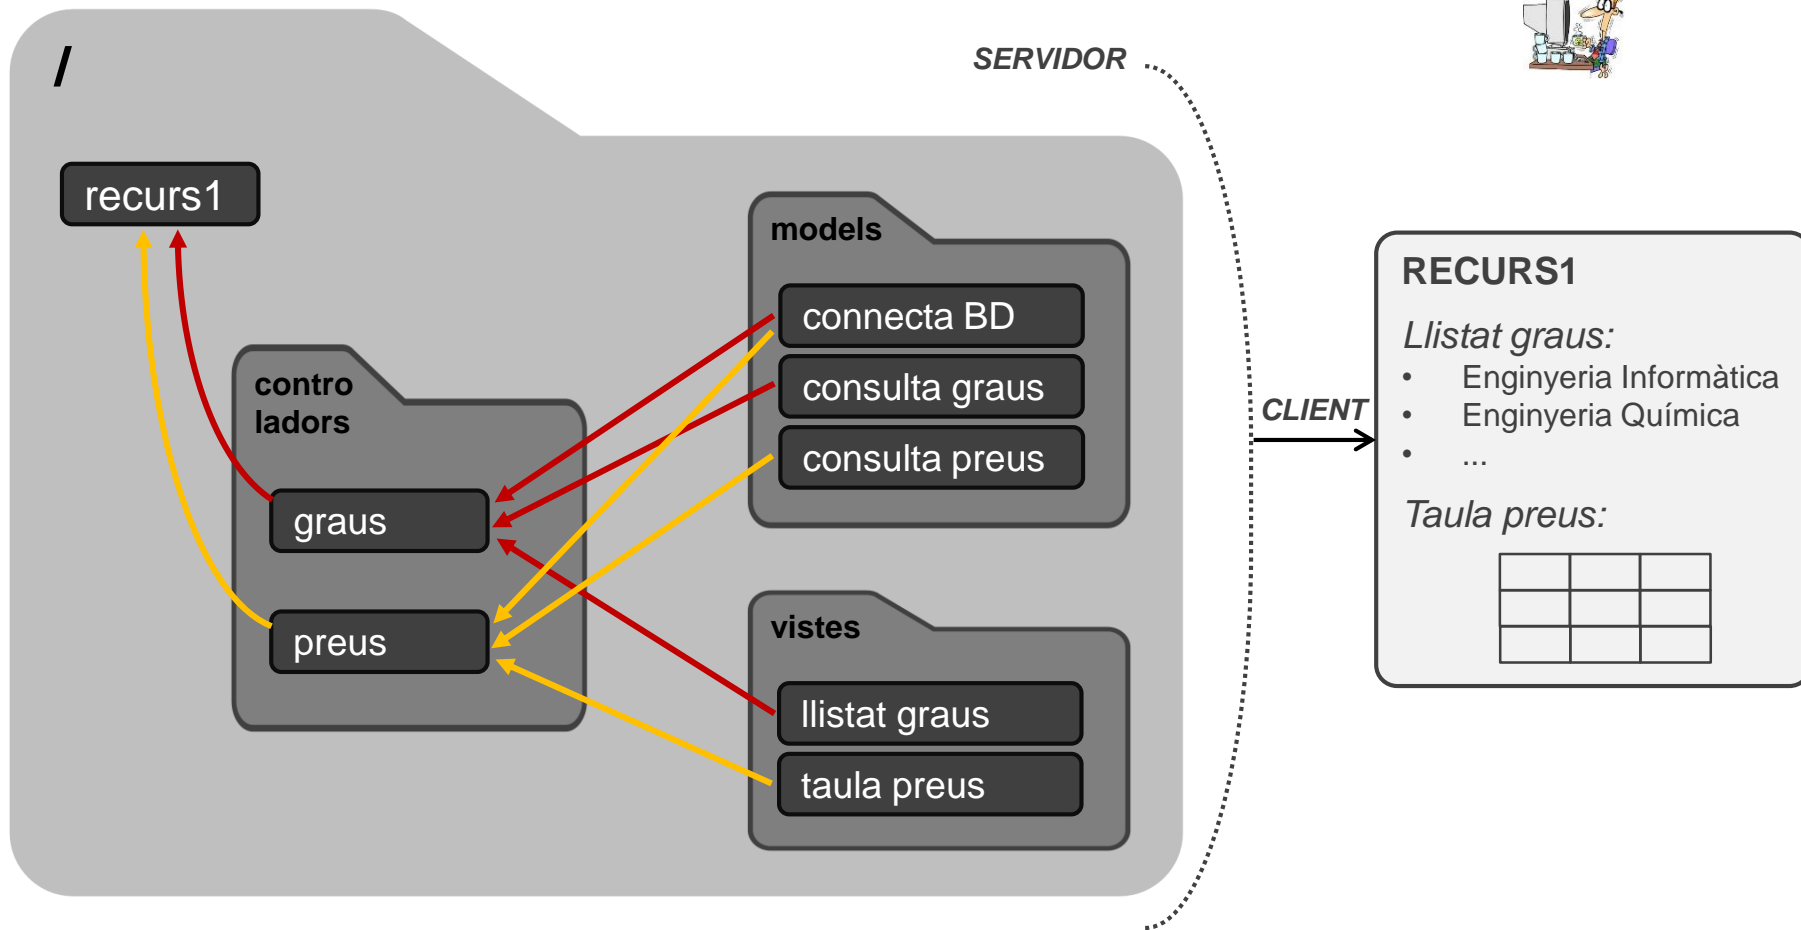 /
SERVIDOR
recurs1
contro
ladors
graus
preus
models
connecta BD
consulta graus
consulta preus
vistes
llistat graus
taula preus
CLIENT
RECURS1
Llistat graus:
• Enginyeria Informàtica
• Enginyeria Química
• ...
Taula preus: